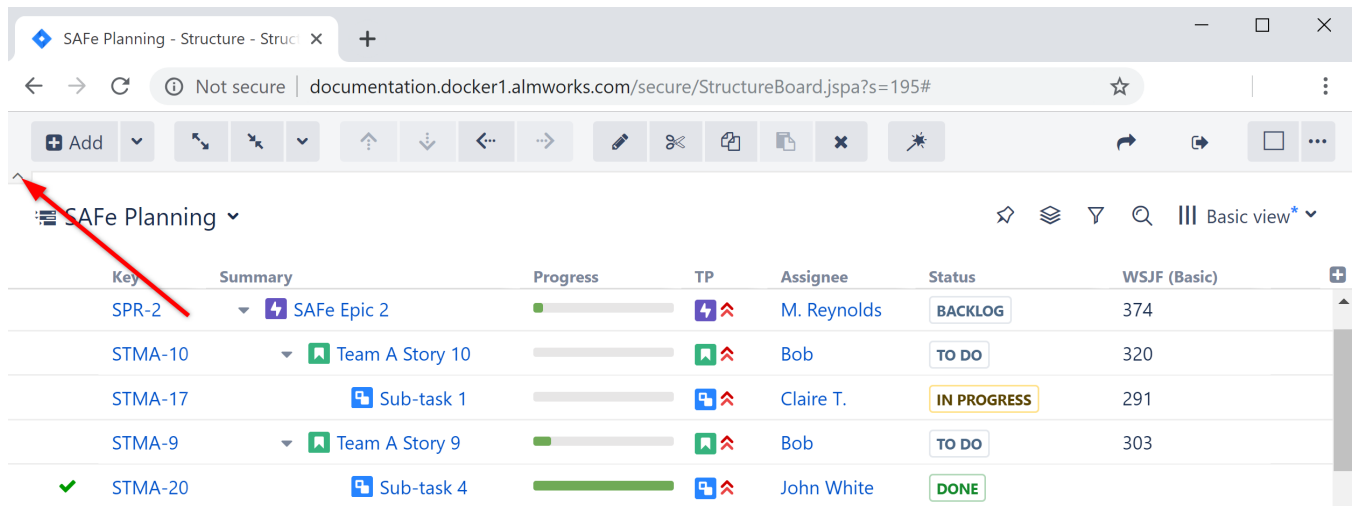 SAFe Planning - Structure - Struct
Not secure | documentation.docker1.almworks.com/secure/StructureBoard.jspa?s=195#
Add
SAFe Planning
Basic view*
Key Summary Progress TP Assignee Status WSJF (Basic)
SPR-2 SAFe Epic 2 M. Reynolds BACKLOG 374
STMA-10 Team A Story 10 Bob TO DO 320
STMA-17 Sub-task 1 Claire T. IN PROGRESS 291
STMA-9 Team A Story 9 Bob TO DO 303
STMA-20 Sub-task 4 John White DONE